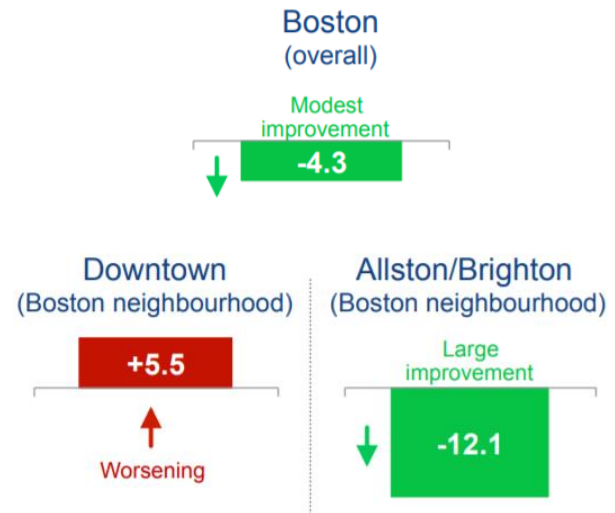 Boston
(overall)
Modest
improvement
-4.3
Downtown
(Boston neighbourhood)
+5.5
Worsening
Allston/Brighton
(Boston neighbourhood)
Large
improvement
-12.1